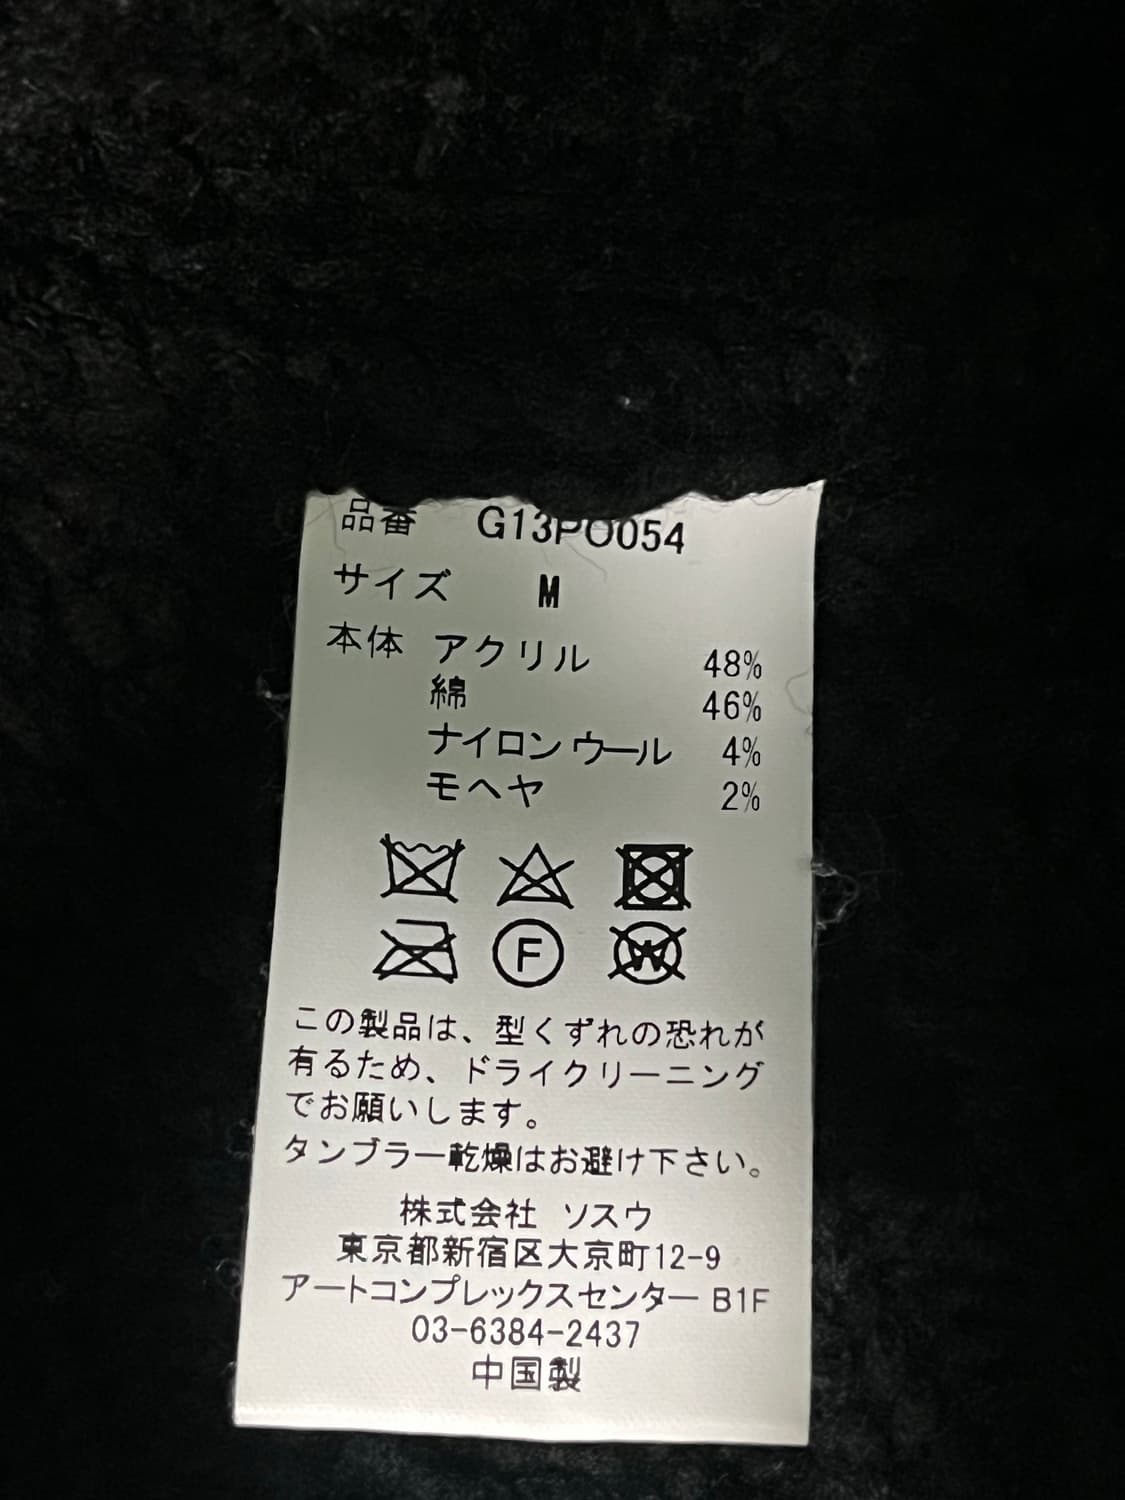 品番 G13PO054
サイズ M
本体 アクリル 48%
綿 46%
ナイロン ウール 4%
モヘヤ 2%
F
W
この製品は、型くずれの恐れが
有るため、ドライクリーニング
でお願いします。
タンブラー乾燥はお避け下さい。
株式会社 ソスウ
東京都新宿区大京町12-9
アートコンプレックスセンター B1F
03-6384-2437
中国製